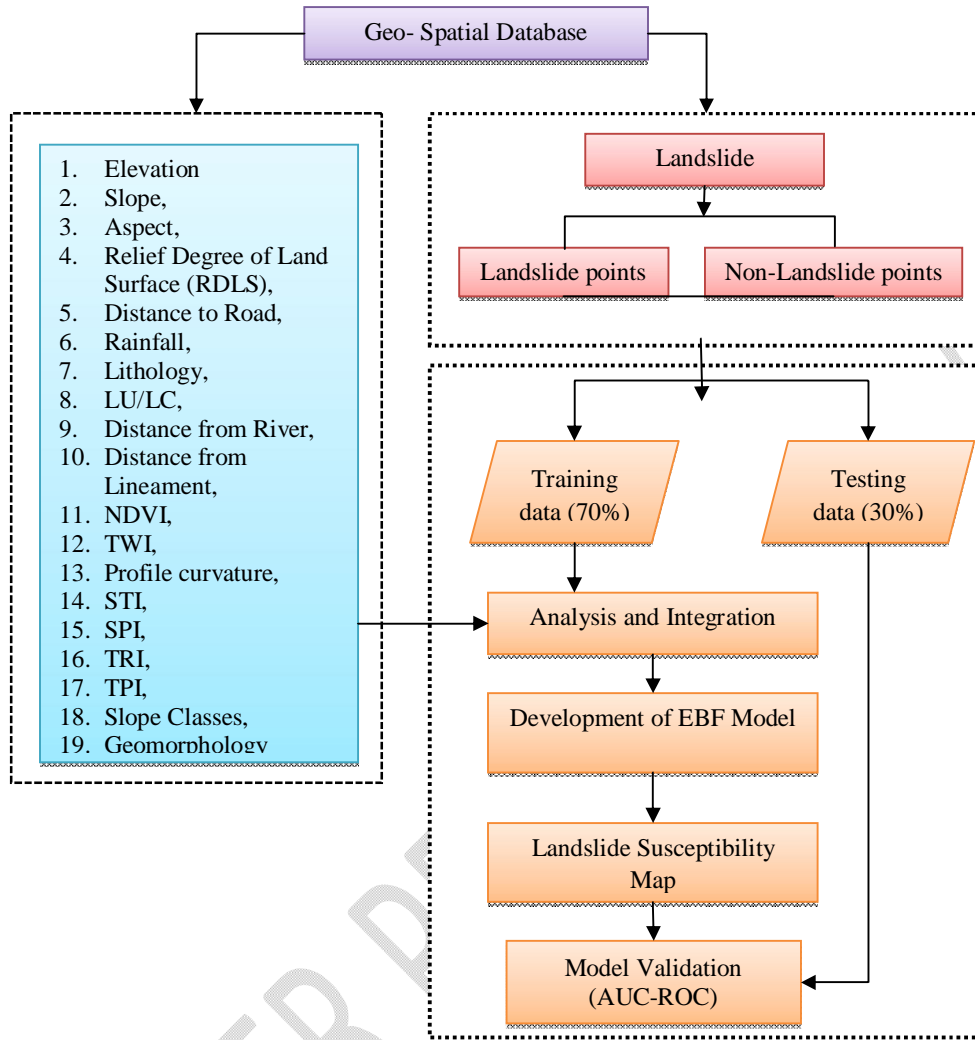 Geo- Spatial Database
1. Elevation
2. Slope,
3. Aspect,
4. Relief Degree of Land
Surface (RDLS),
5. Distance to Road,
6. Rainfall,
7. Lithology,
8. LU/LC,
9. Distance from River,
10. Distance from
Lineament,
11. NDVI,
12. TWI,
13. Profile curvature,
14. STI,
15. SPI,
16. TRI,
17. TPI,
18. Slope Classes,
19. Geomorphology
Landslide
Landslide points
Non-Landslide points
Training
data (70%)
Testing
data (30%)
Analysis and Integration
Development of EBF Model
Landslide Susceptibility
Map
Model Validation
(AUC-ROC)